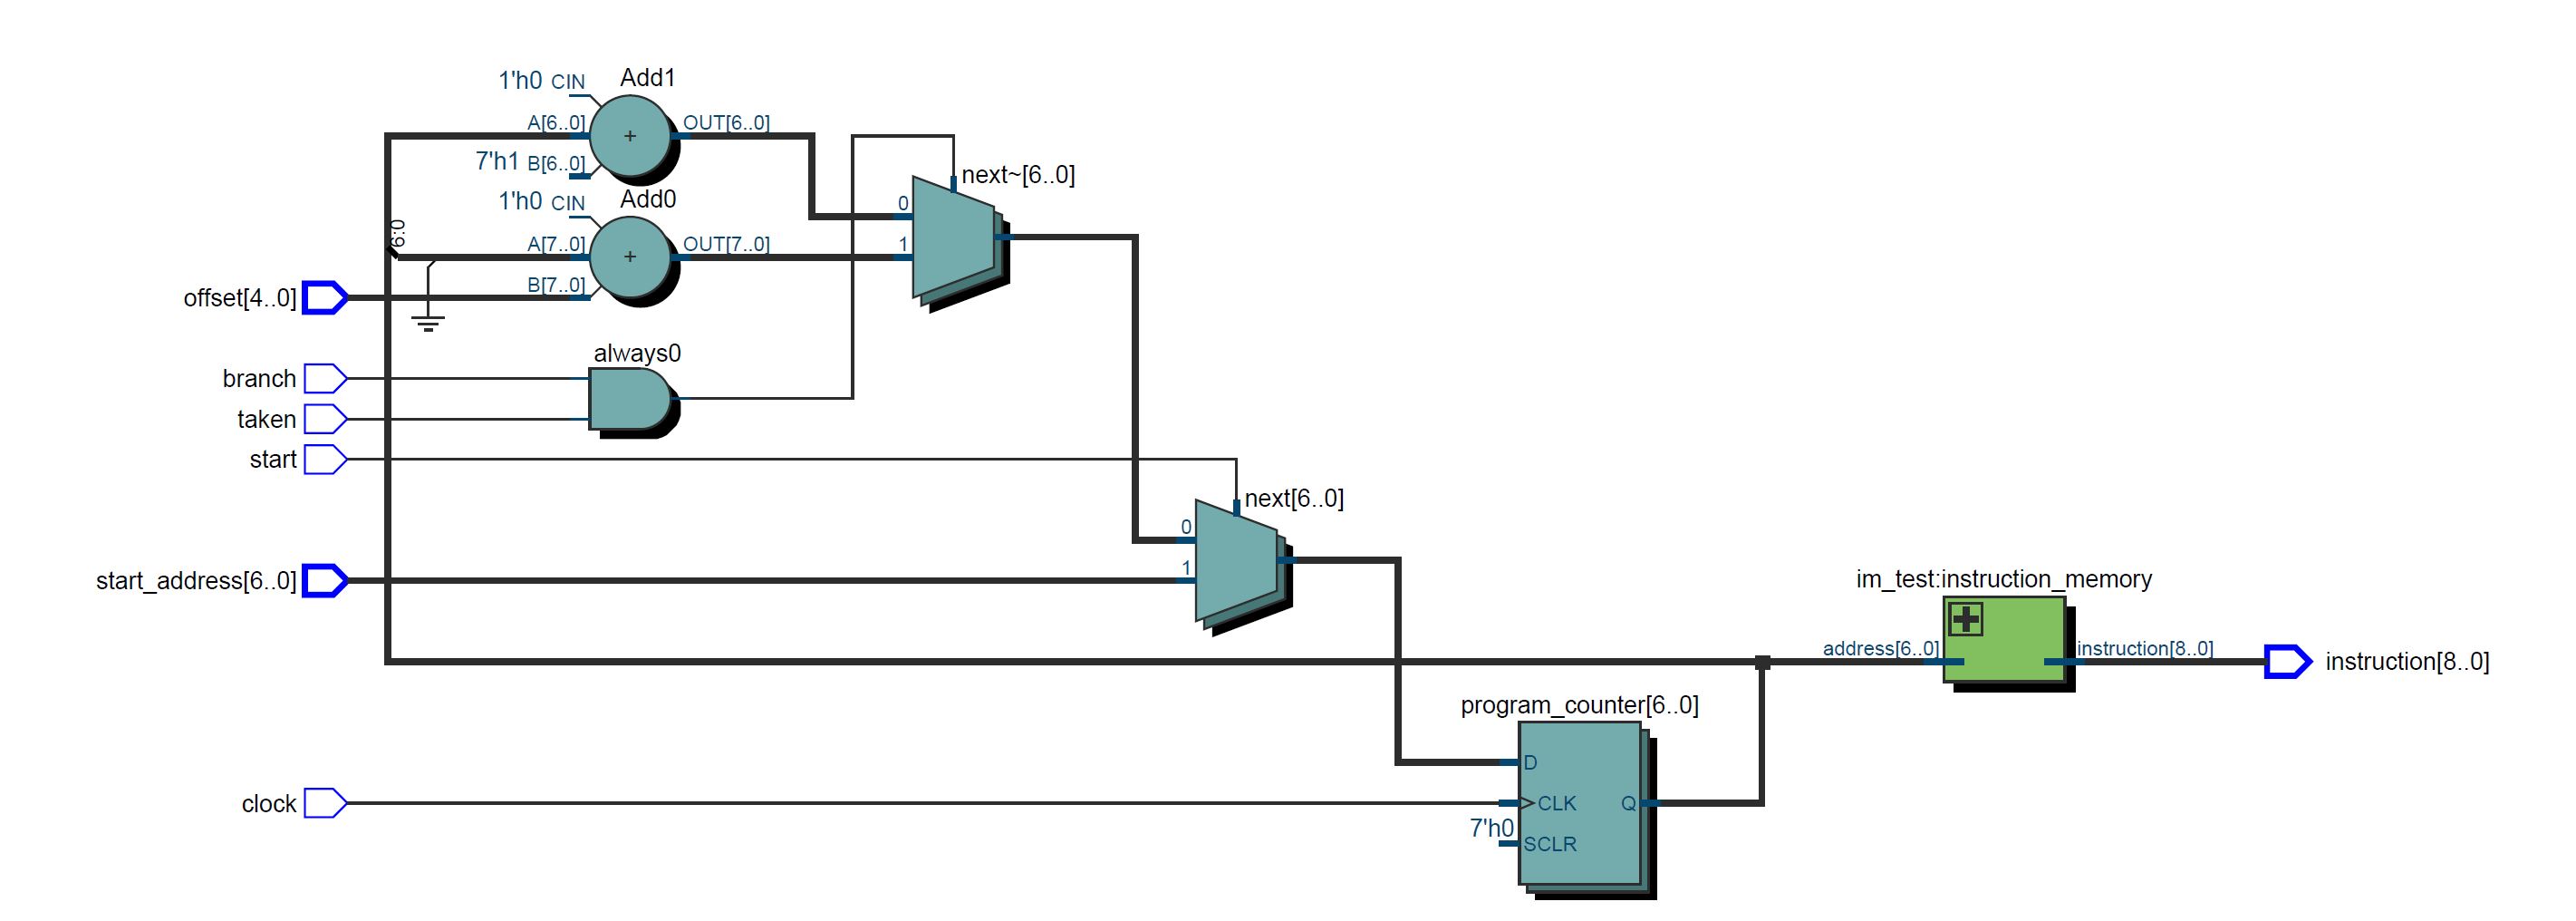 1'h0 CIN
Add1
A[6..0]
+
OUT[6..0]
7'h1 B[6..0]
next~[6..0]
1'h0 CIN
Add0
0
6:0
A[7..0]
+
OUT[7..0]
1
B[7..0]
offset[4..0]
always0
branch
taken
start
next[6..0]
0
1
start_address[6..0]
im_test:instruction_memory
address[6..0]
instruction[8..0]
instruction[8..0]
program_counter[6..0]
D
clock
CLK
Q
7'h0
SCLR